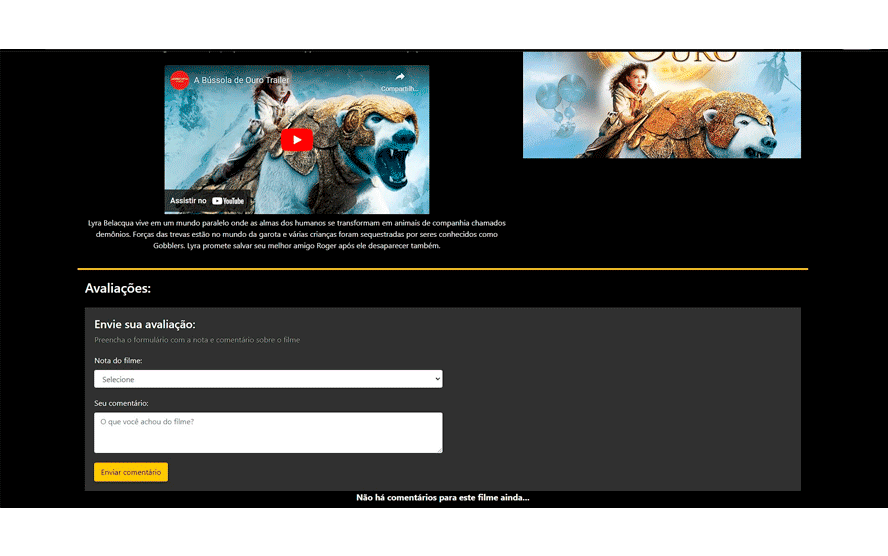 A Bússola de Ouro Trailer
Compartilh...
OURO
Assistir no YouTube
Lyra Belacqua vive em um mundo paralelo onde as almas dos humanos se transformam em animais de companhia chamados
demônios. Forças das trevas estão no mundo da garota e várias crianças foram sequestradas por seres conhecidos como
Gobblers. Lyra promete salvar seu melhor amigo Roger após ele desaparecer também.
Avaliações:
Envie sua avaliação:
Preencha o formulário com a nota e comentário sobre o filme
Nota do filme:
Selecione
Seu comentário:
O que você achou do filme?
Enviar comentário
Não há comentários para este filme ainda...